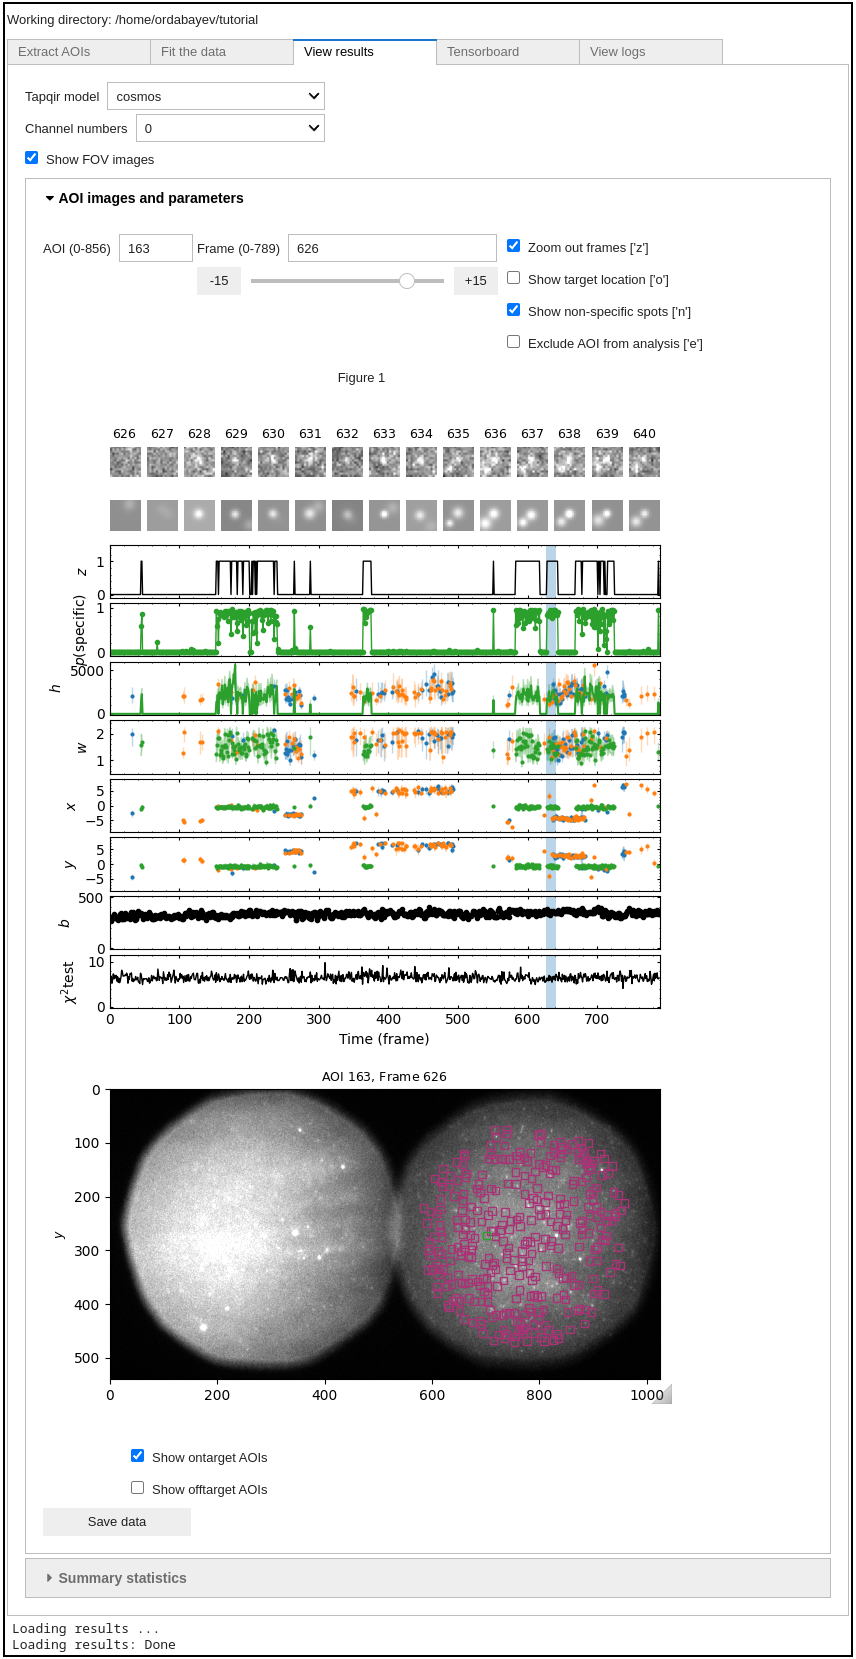 Working directory: /home/ordabayev/tutorial
Extract AOIs Fit the data View results Tensorboard View logs
Tapqir model cosmos
Channel numbers 0
Show FOV images
AOI images and parameters
AOI (0-856) 163 Frame (0-789) 626 Zoom out frames ['z']
-15 +15 Show target location ['o']
Show non-specific spots ['n']
Exclude AOI from analysis ['e']
Figure 1
626 627 628 629 630 631 632 633 634 635 636 637 638 639 640
z 1 0
p(specific) 1 0
h 5000 0
w 2 1
x 5 0 −5
y 5 0 −5
b 500 0
χ²test 10 0
0 100 200 300 400 500 600 700
Time (frame)
AOI 163, Frame 626
0
100
200
y
300
400
500
0 200 400 600 800 1000
Show ontarget AOIs
Show offtarget AOIs
Save data
Summary statistics
Loading results ...
Loading results: Done